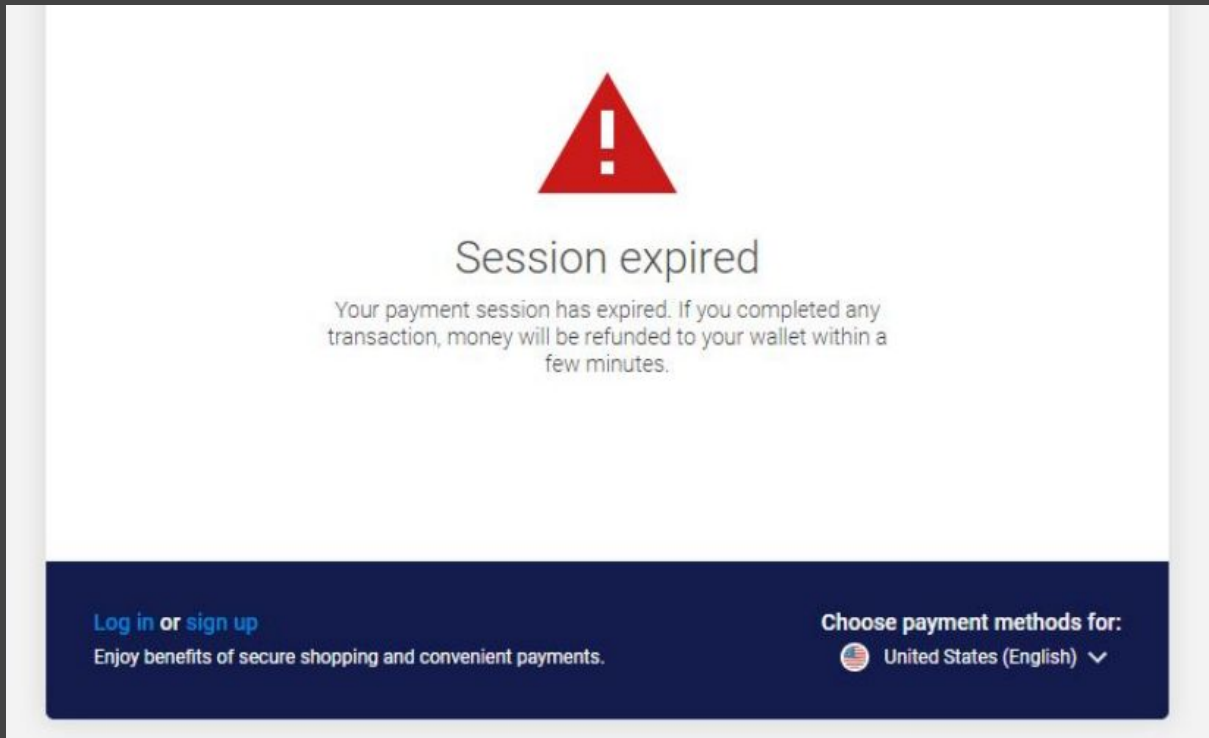 Session expired
Your payment session has expired. If you completed any
transaction, money will be refunded to your wallet within a
few minutes.
Log in or sign up
Enjoy benefits of secure shopping and convenient payments.
Choose payment methods for:
United States (English)